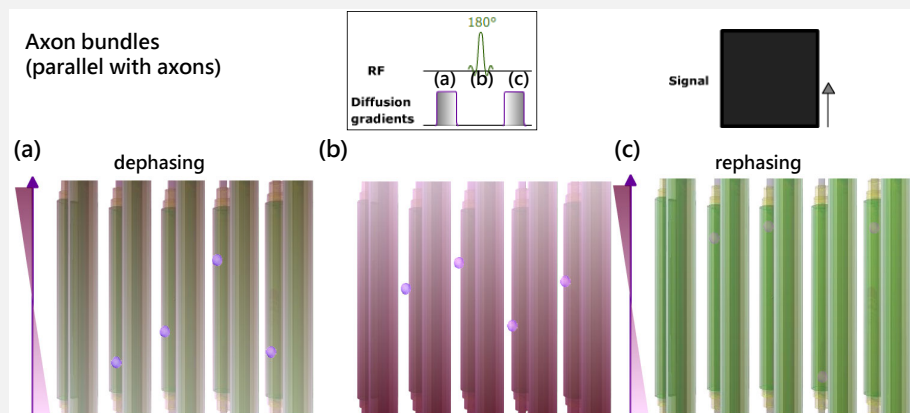 Axon bundles
(parallel with axons)
180°
RF
(a) (b) (c)
Diffusion
gradients
Signal
(a)
dephasing
(b)
(c)
rephasing